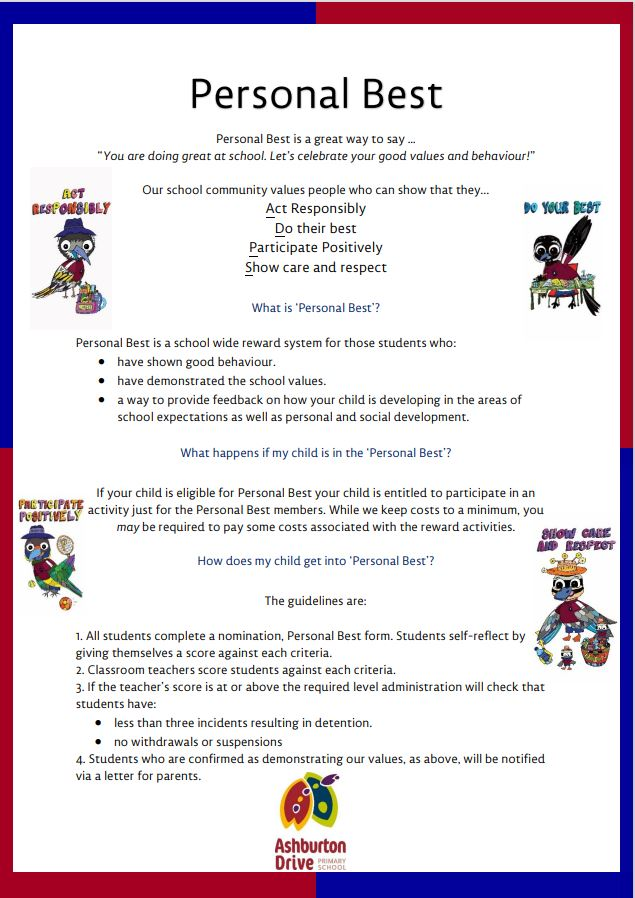 Personal Best
Personal Best is a great way to say ...
“You are doing great at school. Let’s celebrate your good values and behaviour!”
Our school community values people who can show that they...
ACT
RESPONSIBLY
DO YOUR BEST
Act Responsibly
Do their best
Participate Positively
Show care and respect
What is ‘Personal Best’?
Personal Best is a school wide reward system for those students who:
• have shown good behaviour.
• have demonstrated the school values.
• a way to provide feedback on how your child is developing in the areas of
school expectations as well as personal and social development.
What happens if my child is in the ‘Personal Best’?
PARTICIPATE
POSITIVELY
If your child is eligible for Personal Best your child is entitled to participate in an
activity just for the Personal Best members. While we keep costs to a minimum, you
may be required to pay some costs associated with the reward activities.
SHOW CARE
AND RESPECT
How does my child get into ‘Personal Best’?
The guidelines are:
1. All students complete a nomination, Personal Best form. Students self-reflect by
giving themselves a score against each criteria.
2. Classroom teachers score students against each criteria.
3. If the teacher’s score is at or above the required level administration will check that
students have:
• less than three incidents resulting in detention.
• no withdrawals or suspensions
4. Students who are confirmed as demonstrating our values, as above, will be notified
via a letter for parents.
Ashburton
Drive PRIMARY
SCHOOL